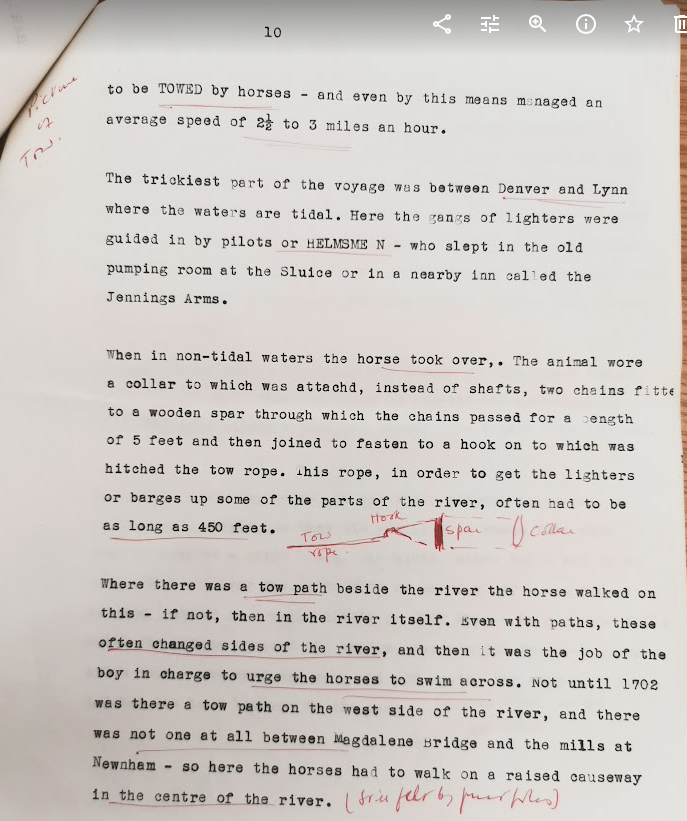 10
Picture
of
Tow.
to be TOWED by horses - and even by this means managed an
average speed of 2½ to 3 miles an hour.
The trickiest part of the voyage was between Denver and Lynn
where the waters are tidal. Here the gangs of lighters were
guided in by pilots or HELMSME N - who slept in the old
pumping room at the Sluice or in a nearby inn called the
Jennings Arms.
When in non-tidal waters the horse took over,. The animal wore
a collar to which was attachd, instead of shafts, two chains fitte
to a wooden spar through which the chains passed for a length
of 5 feet and then joined to fasten to a hook on to which was
hitched the tow rope. This rope, in order to get the lighters
or barges up some of the parts of the river, often had to be
as long as 450 feet.
Tow rope
Hook
spar
collar
Where there was a tow path beside the river the horse walked on
this - if not, then in the river itself. Even with paths, these
often changed sides of the river, and then it was the job of the
boy in charge to urge the horses to swim across. Not until 1702
was there a tow path on the west side of the river, and there
was not one at all between Magdalene Bridge and the mills at
Newnham - so here the horses had to walk on a raised causeway
in the centre of the river. (still felt by punt poles)